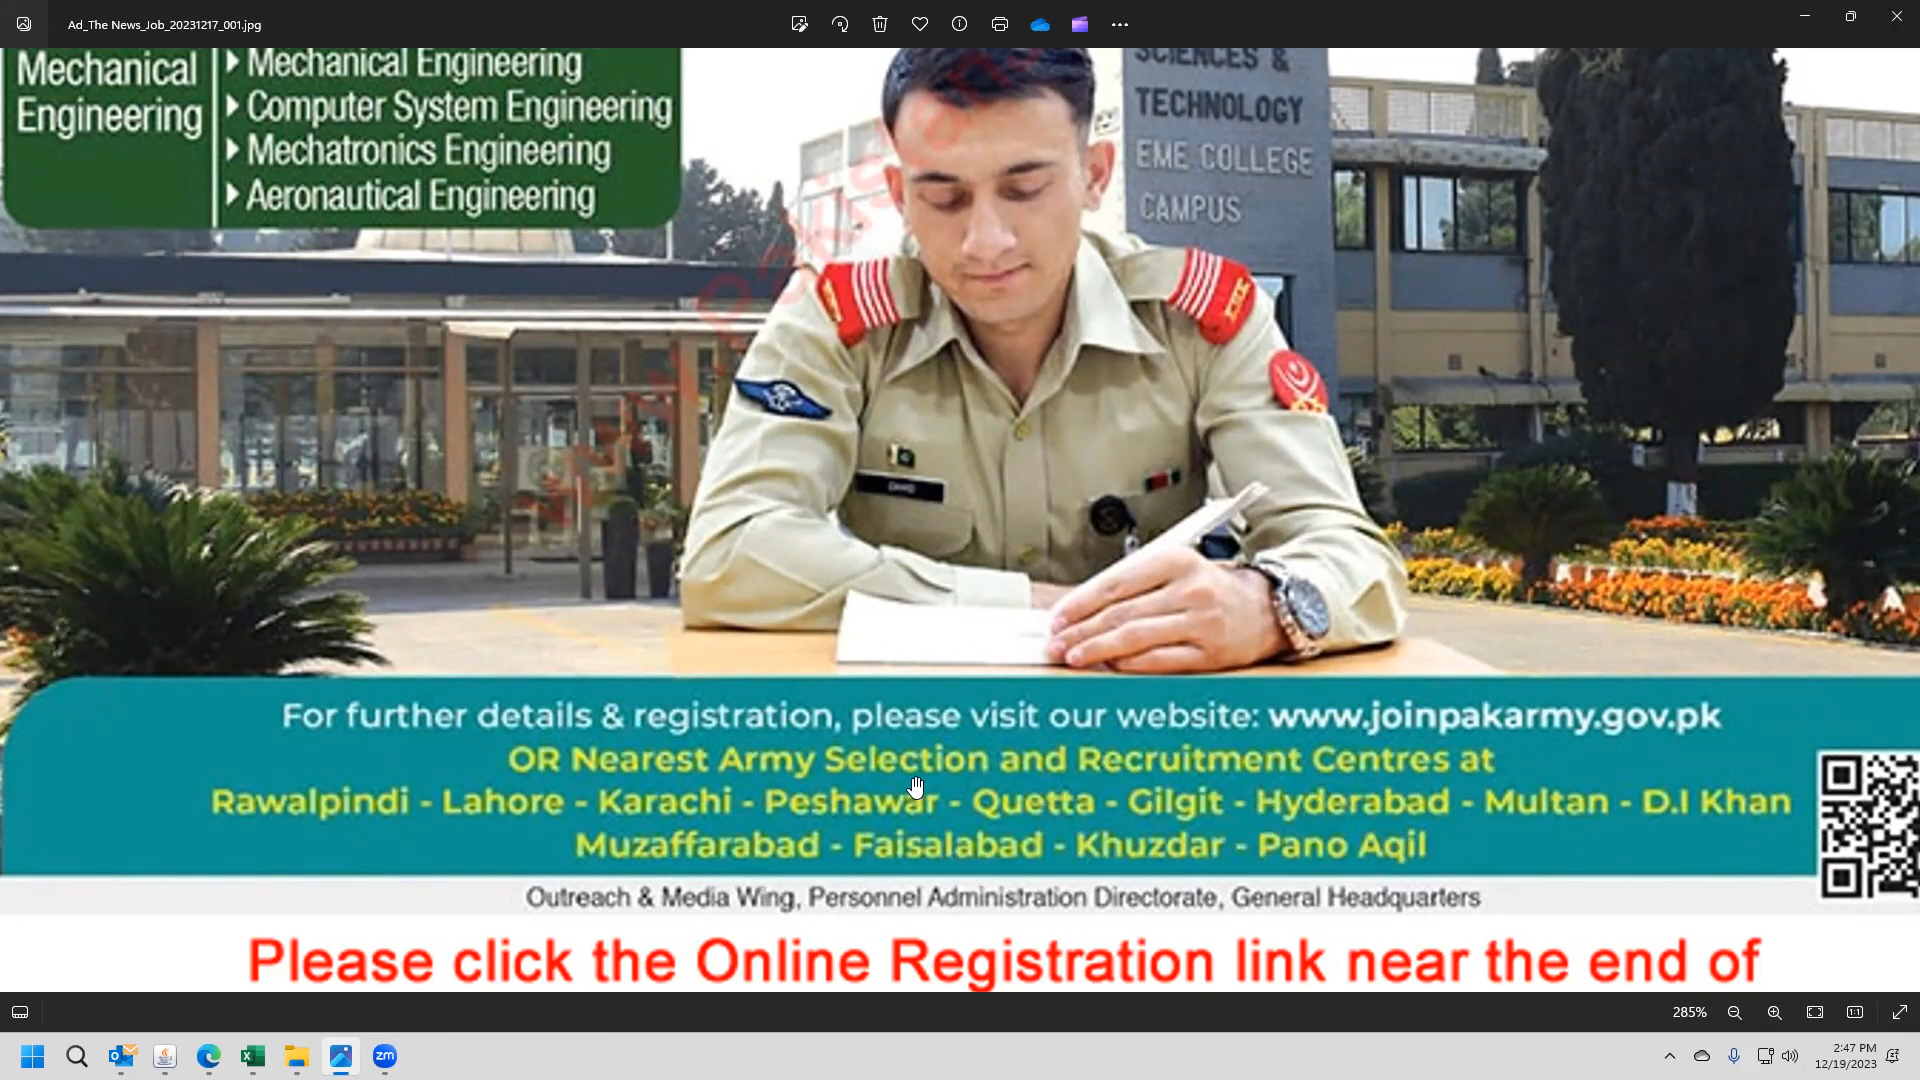 Ad_The News_Job_20231217_001.jpg
Mechanical
Engineering
Mechanical Engineering
Computer System Engineering
Mechatronics Engineering
Aeronautical Engineering
SCIENCES &
TECHNOLOGY
EME COLLEGE
CAMPUS
For further details & registration, please visit our website: www.joinpakarmy.gov.pk
OR Nearest Army Selection and Recruitment Centres at
Rawalpindi - Lahore - Karachi - Peshawar - Quetta - Gilgit - Hyderabad - Multan - D.I Khan
Muzaffarabad - Faisalabad - Khuzdar - Pano Aqil
Outreach & Media Wing, Personnel Administration Directorate, General Headquarters
Please click the Online Registration link near the end of
285%
1:1
zm
2:47 PM
12/19/2023